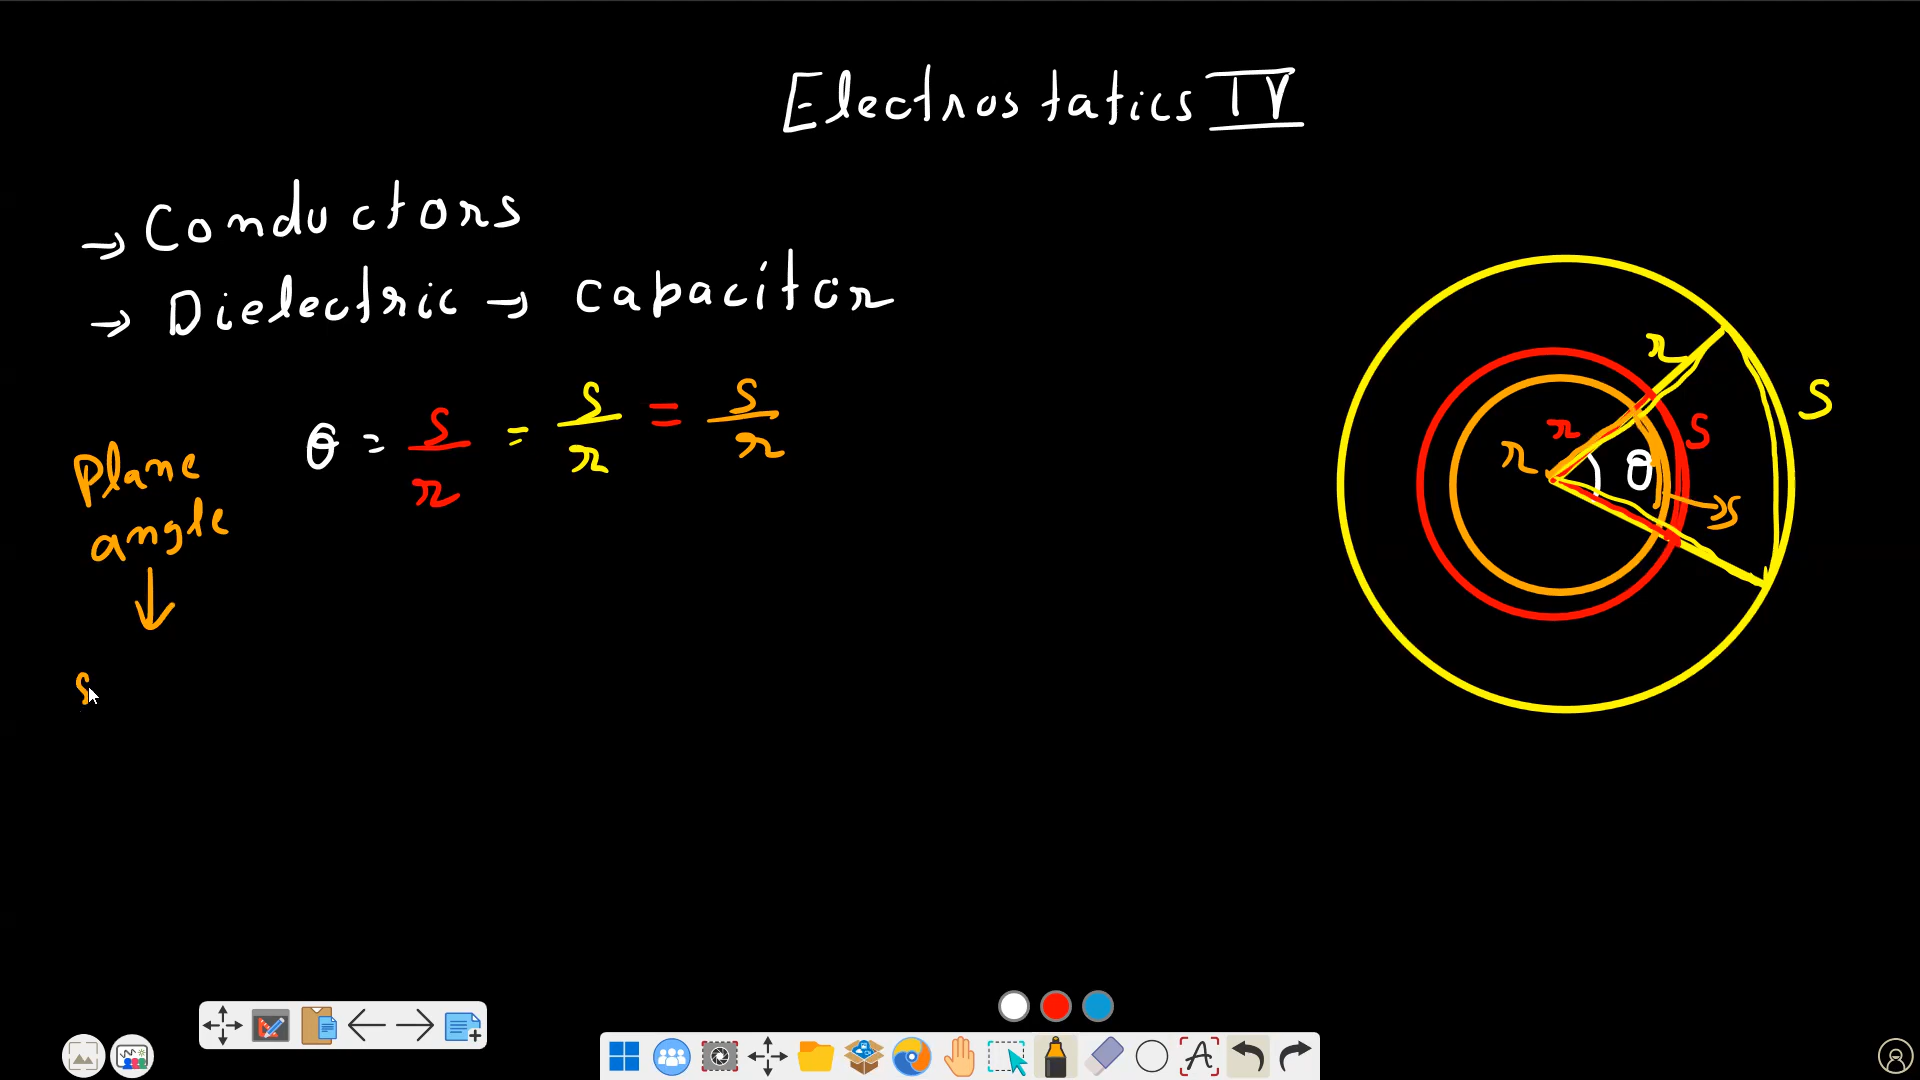 Electrostatics IV
→ Conductors
→ Dielectric → capacitor
θ = s/r = s/r = s/r
Plane
angle
↓
s
r
s
r
s
r
θ
→ s